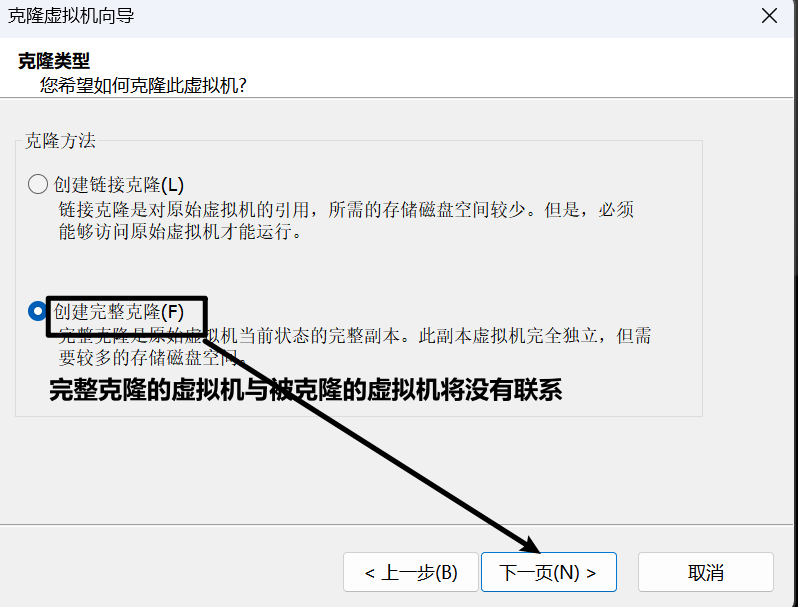 克隆虚拟机向导
克隆类型
您希望如何克隆此虚拟机?
克隆方法
创建链接克隆(L)
链接克隆是对原始虚拟机的引用，所需的存储磁盘空间较少。但是，必须
能够访问原始虚拟机才能运行。
创建完整克隆(F)
完整克隆是原始虚拟机当前状态的完整副本。此副本虚拟机完全独立，但需
要较多的存储磁盘空间。
完整克隆的虚拟机与被克隆的虚拟机将没有联系
< 上一步(B)
下一页(N) >
取消